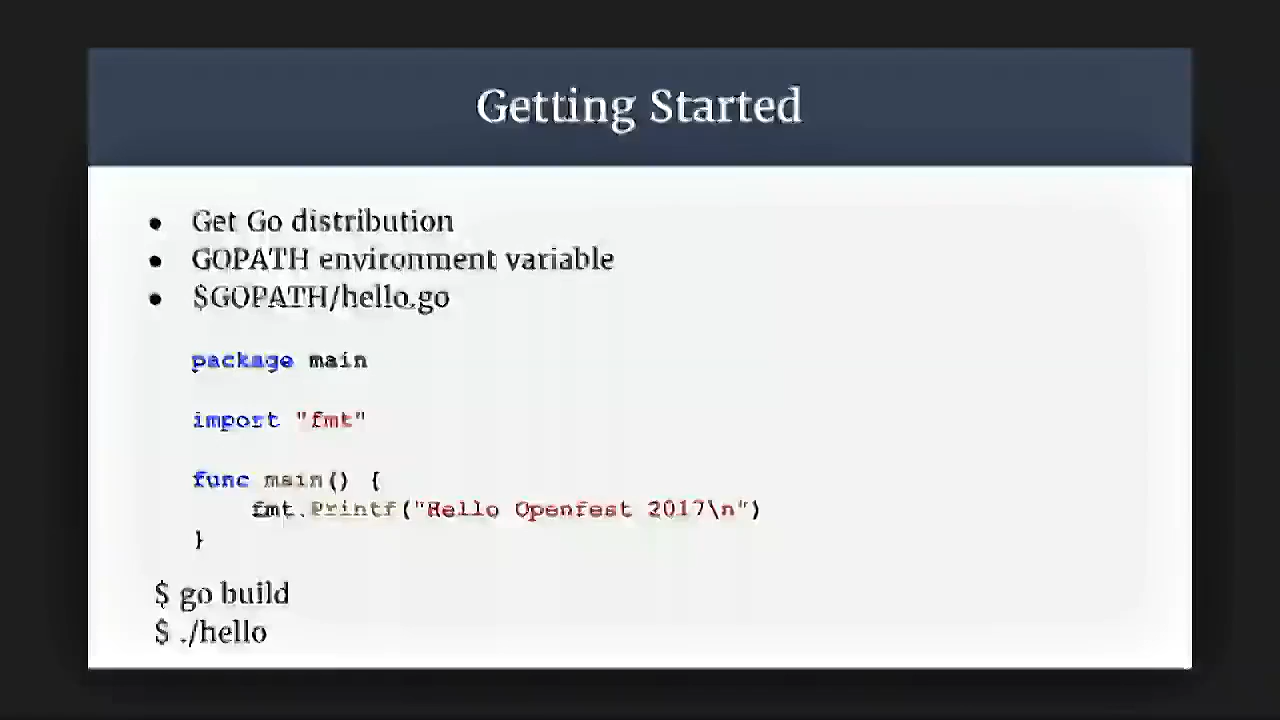 Getting Started
● Get Go distribution
● GOPATH environment variable
● $GOPATH/hello.go
package main
import "fmt"
func main() {
    fmt.Printf("Hello Openfest 2017\n")
}
$ go build
$ ./hello